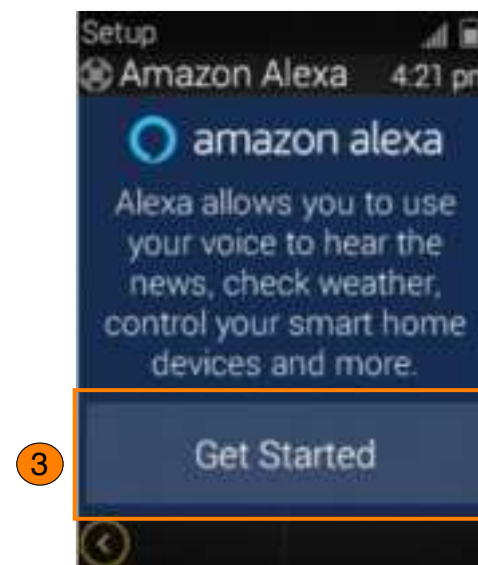 Setup
Amazon Alexa 4:21 pm
amazon alexa
Alexa allows you to use
your voice to hear the
news, check weather,
control your smart home
devices and more.
3 Get Started